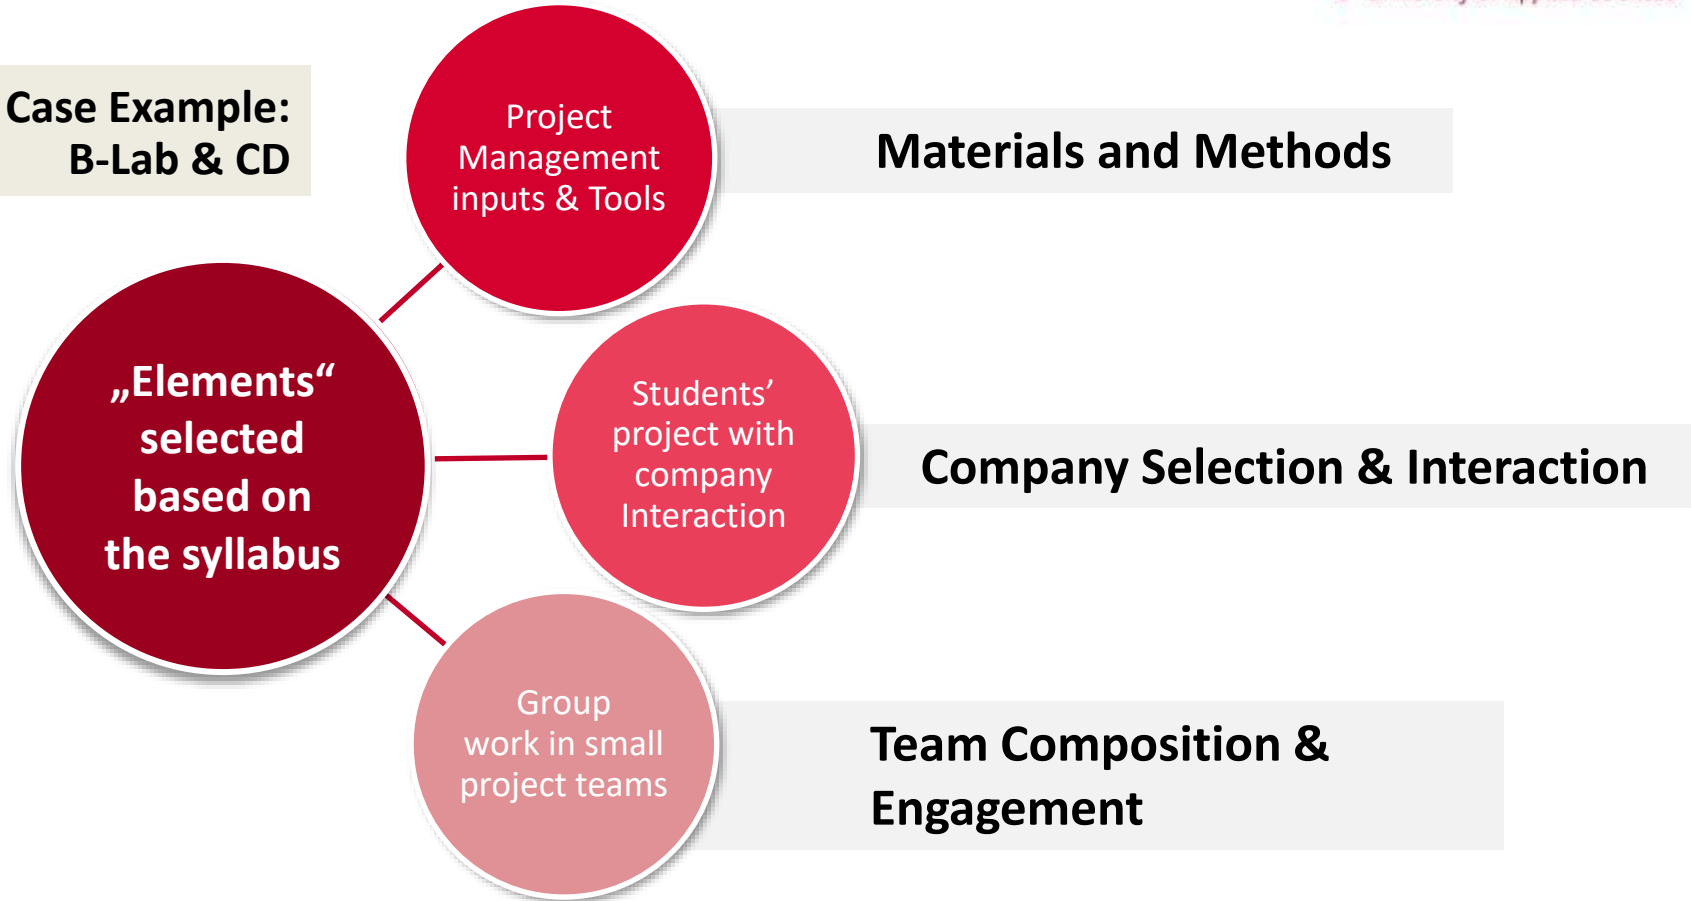 Case Example:
B-Lab & CD
Project
Management
inputs & Tools
Materials and Methods
„Elements“
selected
based on
the syllabus
Students’
project with
company
Interaction
Company Selection & Interaction
Group
work in small
project teams
Team Composition &
Engagement